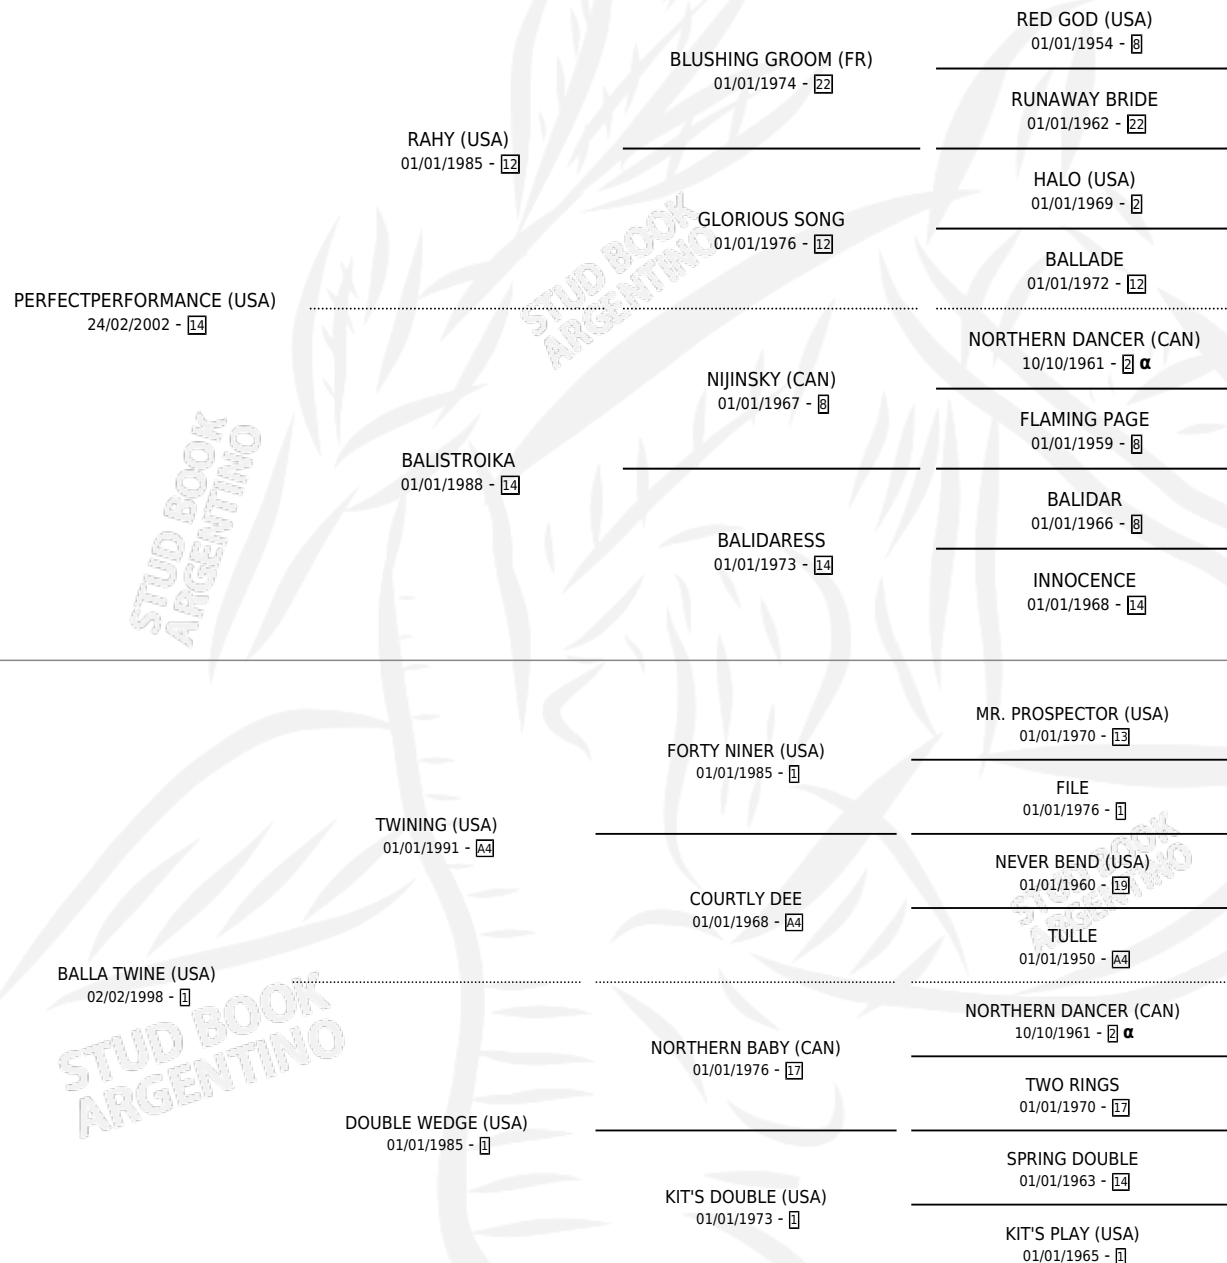 RED GOD (USA)
01/01/1954 - 8
BLUSHING GROOM (FR)
01/01/1974 - 22
RUNAWAY BRIDE
01/01/1962 - 22
RAHY (USA)
01/01/1985 - 12
HALO (USA)
01/01/1969 - 2
GLORIOUS SONG
01/01/1976 - 12
BALLADE
01/01/1972 - 12
STUD BOOK
ARGENTINO
PERFECTPERFORMANCE (USA)
24/02/2002 - 14
NORTHERN DANCER (CAN)
10/10/1961 - 2 α
NIJINSKY (CAN)
01/01/1967 - 8
FLAMING PAGE
01/01/1959 - 8
BALISTROIKA
01/01/1988 - 14
BALIDAR
01/01/1966 - 8
BALIDARESS
01/01/1973 - 14
INNOCENCE
01/01/1968 - 14
STUD BOOK
ARGENTINO
MR. PROSPECTOR (USA)
01/01/1970 - 13
FORTY NINER (USA)
01/01/1985 - 1
FILE
01/01/1976 - 1
TWINING (USA)
01/01/1991 - A4
NEVER BEND (USA)
01/01/1960 - 19
COURTLY DEE
01/01/1968 - A4
TULLE
01/01/1950 - A4
STUD BOOK
ARGENTINO
BALLA TWINE (USA)
02/02/1998 - 1
NORTHERN DANCER (CAN)
10/10/1961 - 2 α
NORTHERN BABY (CAN)
01/01/1976 - 17
TWO RINGS
01/01/1970 - 17
STUD BOOK
ARGENTINO
DOUBLE WEDGE (USA)
01/01/1985 - 1
SPRING DOUBLE
01/01/1963 - 14
KIT'S DOUBLE (USA)
01/01/1973 - 1
KIT'S PLAY (USA)
01/01/1965 - 1